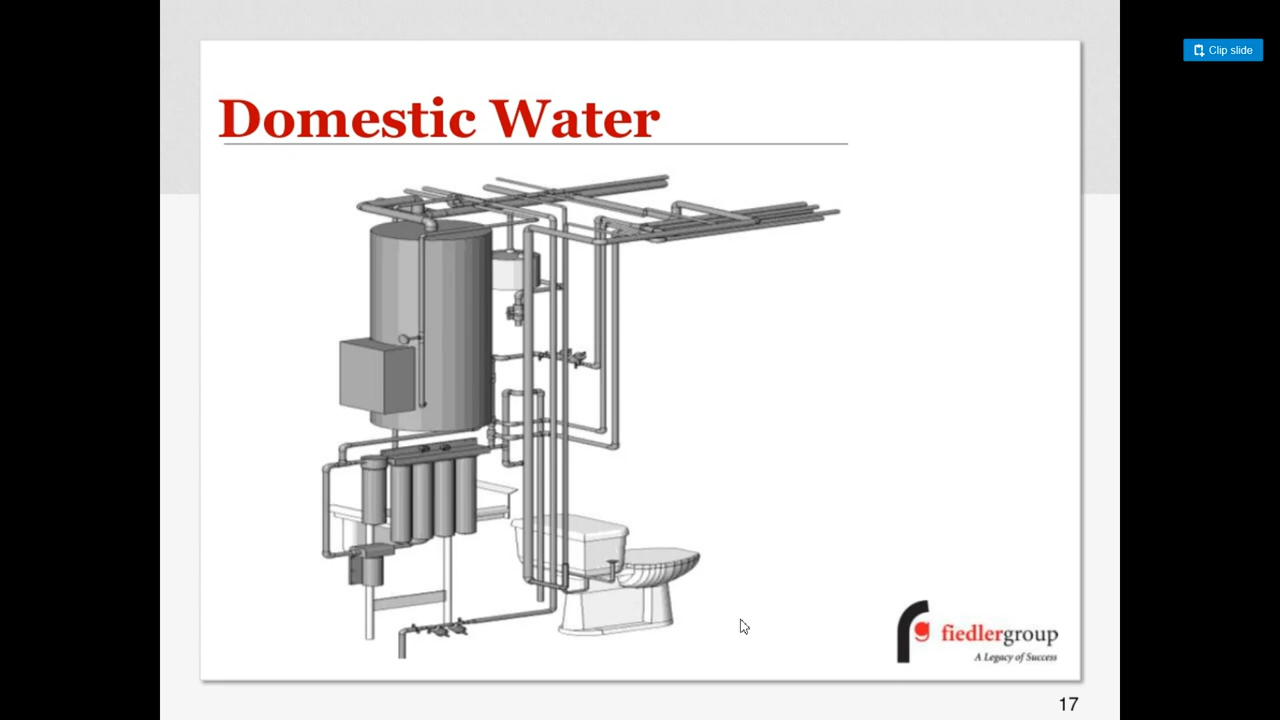 Clip slide
Domestic Water
fiedlergroup
A Legacy of Success
17